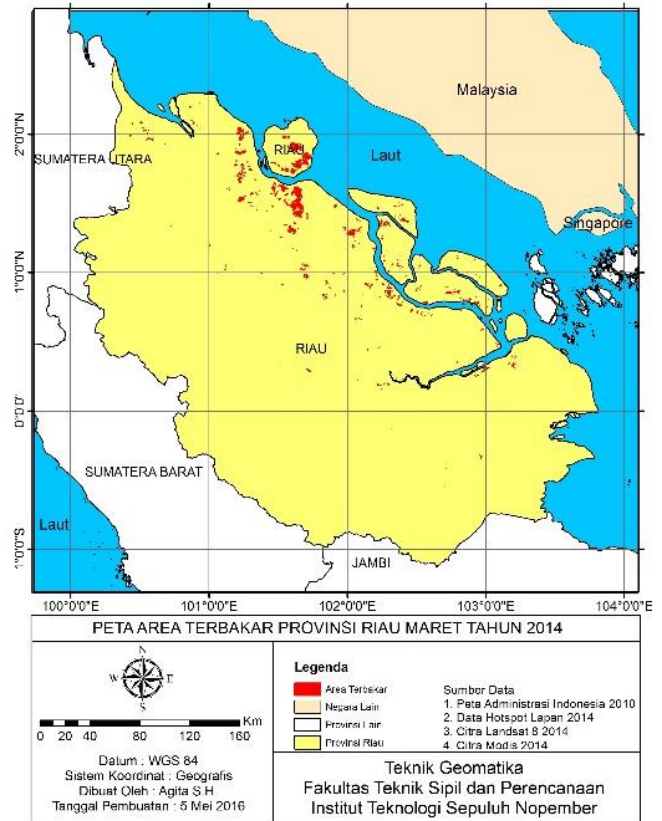 Malaysia
2°0'0"N
SUMATERA UTARA
RIAU
Laut
Singapore
1°0'0"N
RIAU
0°0'0"
SUMATERA BARAT
Laut
1°0'0"S
JAMBI
100°0'0"E 101°0'0"E 102°0'0"E 103°0'0"E 104°0'0"E
PETA AREA TERBAKAR PROVINSI RIAU MARET TAHUN 2014
N
W E
S
Km
0 20 40 80 120 160
Datum : WGS 84
Sistem Koordinat : Geografis
Dibuat Oleh : Agita S H
Tanggal Pembuatan : 5 Mei 2016
Legenda
Area Terbakar
Negara Lain
Provinsi Lain
Provinsi Riau
Sumber Data
1. Peta Administrasi Indonesia 2010
2. Data Hotspot Lapan 2014
3. Citra Landsat 8 2014
4. Citra Modis 2014
Teknik Geomatika
Fakultas Teknik Sipil dan Perencanaan
Institut Teknologi Sepuluh Nopember